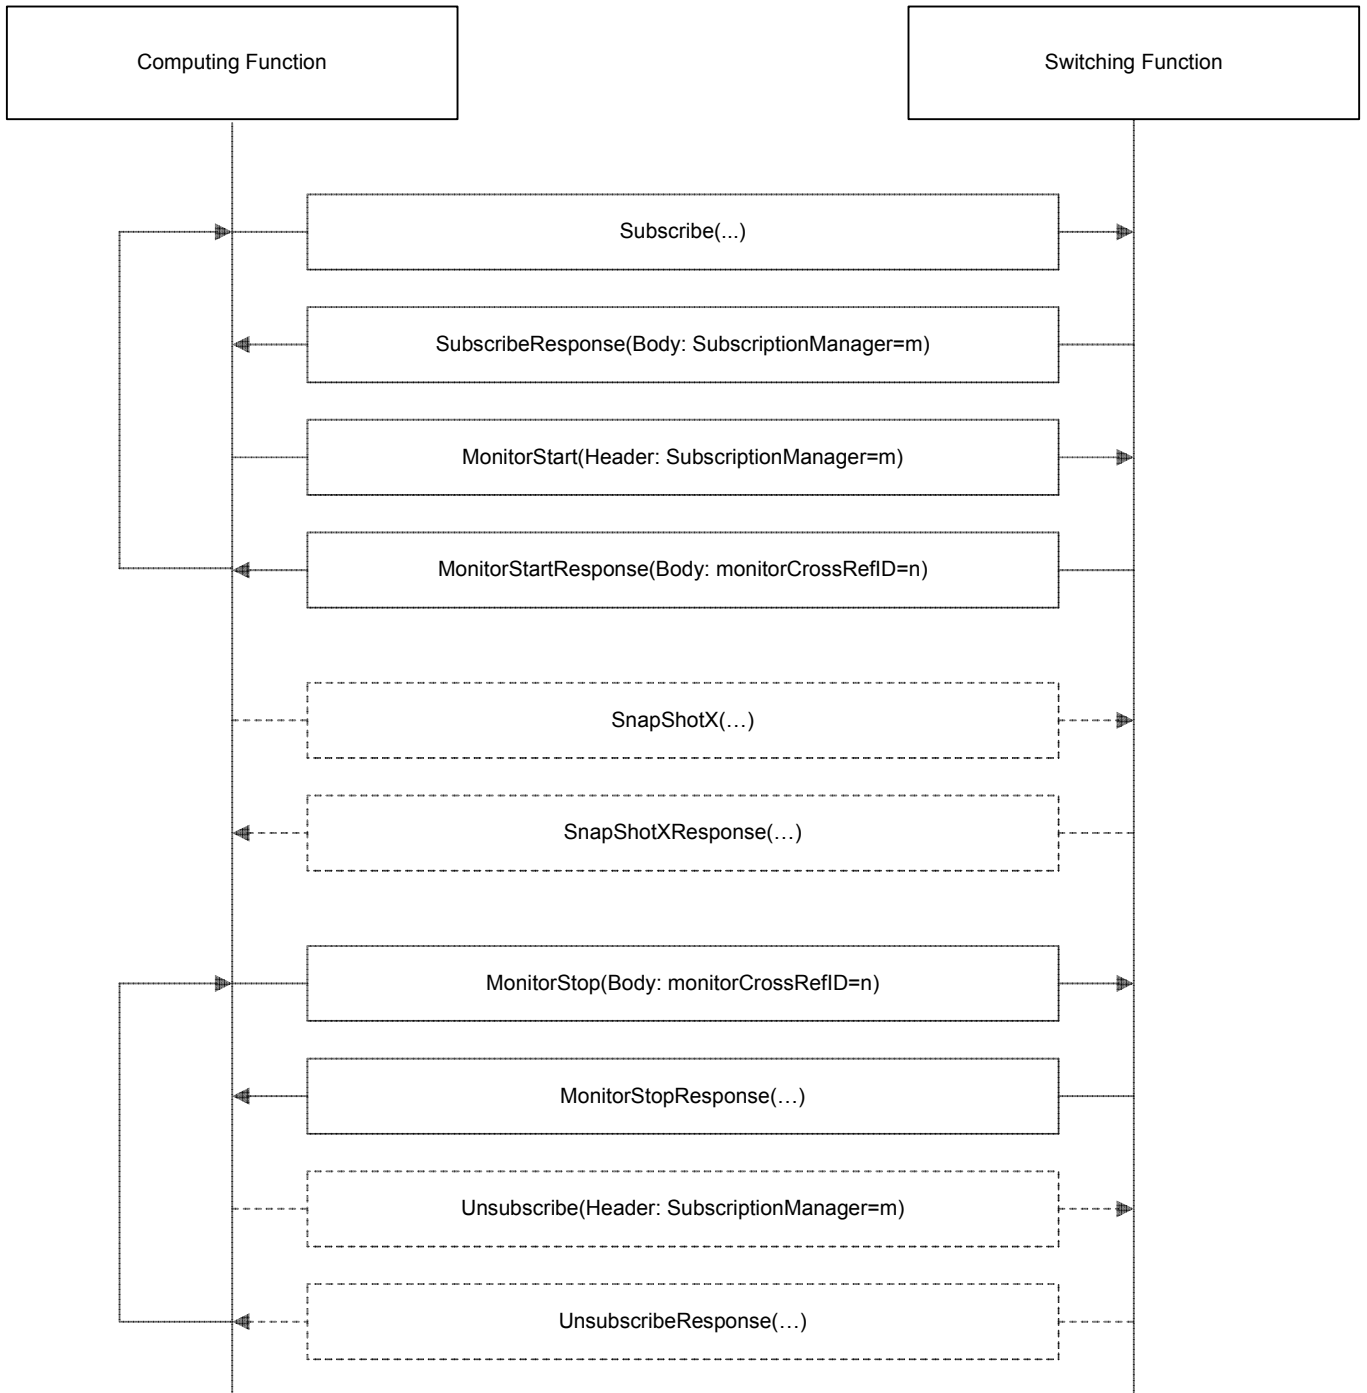 Computing Function
Switching Function
Subscribe(...)
SubscribeResponse(Body: SubscriptionManager=m)
MonitorStart(Header: SubscriptionManager=m)
MonitorStartResponse(Body: monitorCrossRefID=n)
SnapShotX(…)
SnapShotXResponse(…)
MonitorStop(Body: monitorCrossRefID=n)
MonitorStopResponse(…)
Unsubscribe(Header: SubscriptionManager=m)
UnsubscribeResponse(…)